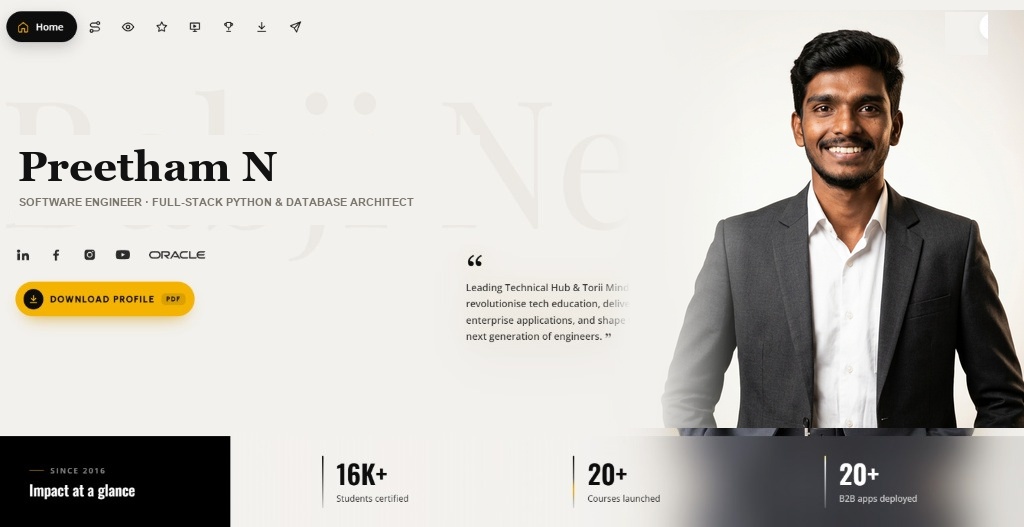 Home
Preetham N
SOFTWARE ENGINEER · FULL-STACK PYTHON & DATABASE ARCHITECT
ORACLE
DOWNLOAD PROFILE PDF
“
Leading Technical Hub & Torii Mind
revolutionise tech education,
enterprise applications, and shape
next generation of engineers. ”
SINCE 2016
Impact at a glance
16K+
Students certified
20+
Courses launched
20+
B2B apps deployed